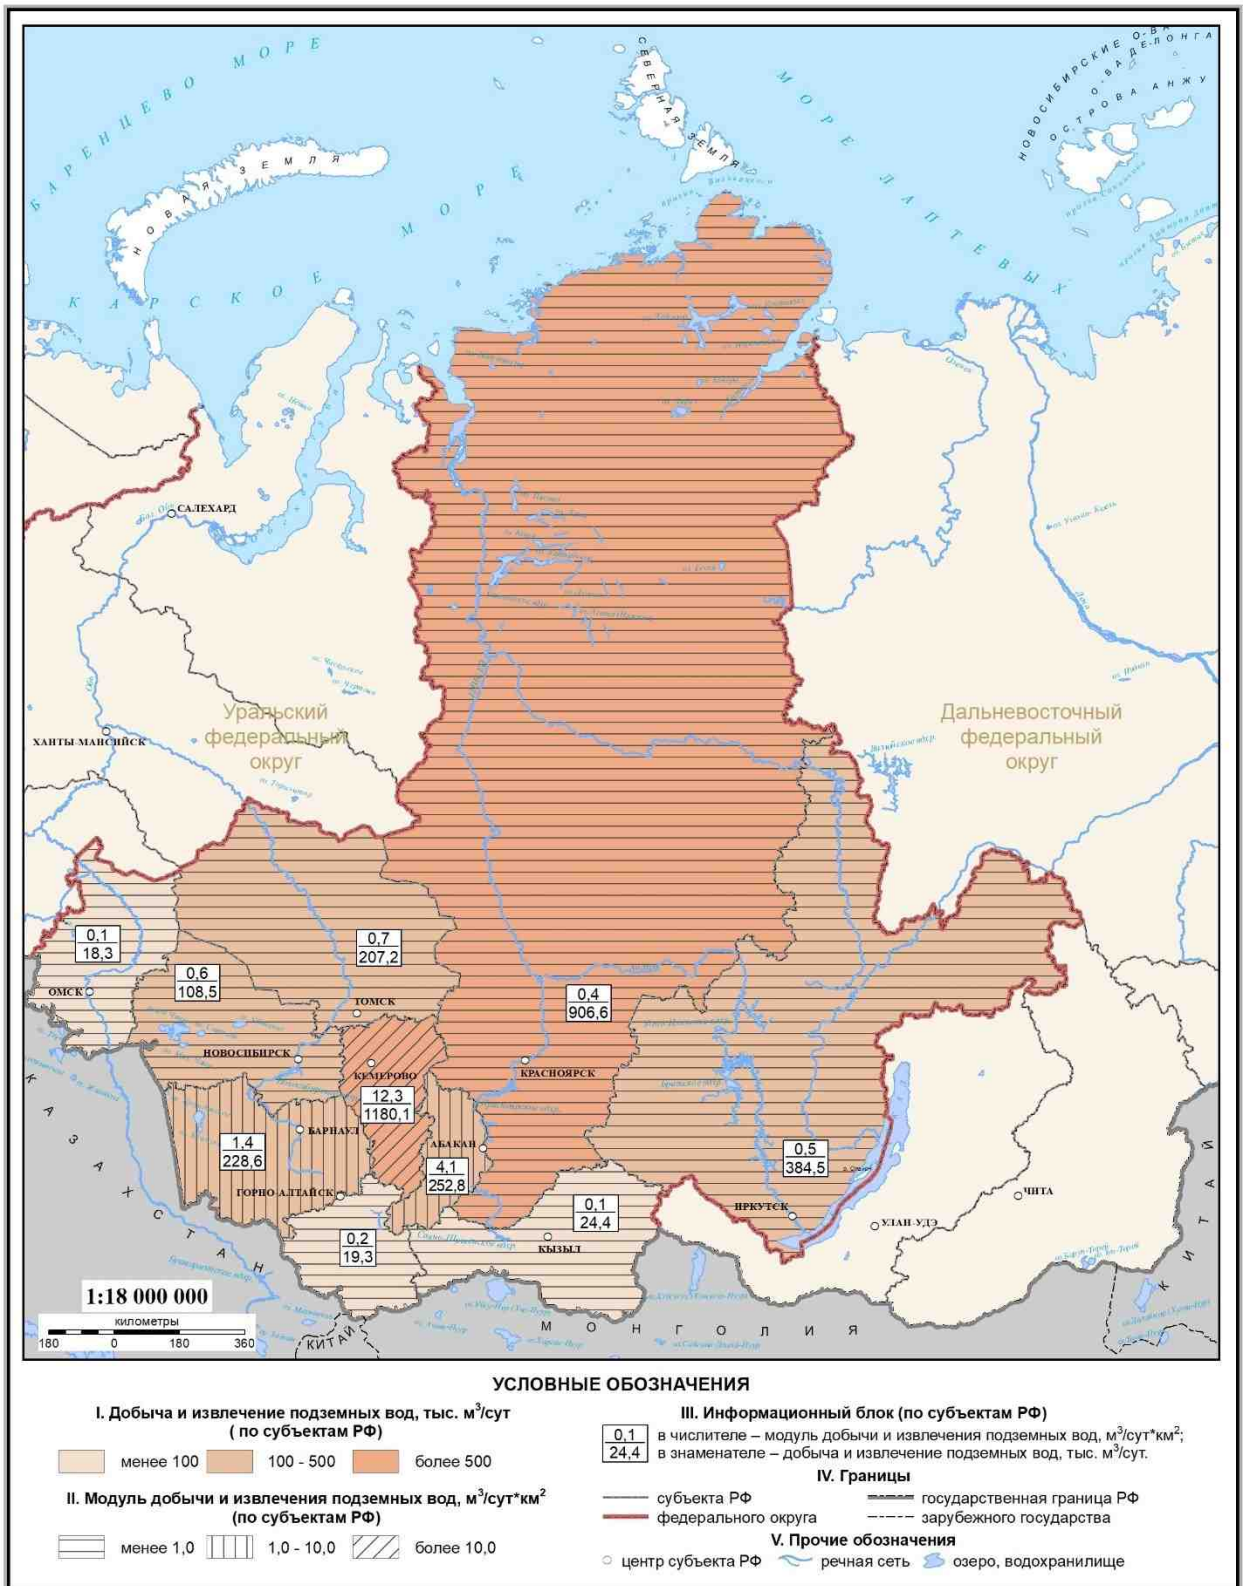 БАРЕНЦЕВО МОРЕ
НОВАЯ ЗЕМЛЯ
КАРСКОЕ МОРЕ
СЕВЕРНАЯ ЗЕМЛЯ
МОРЕ ЛАПТЕВЫХ
НОВОСИБИРСКИЕ О-ВА
О-ВА ДЕЛОНГА
ОСТРОВА АНЖУ
САЛЕХАРД
Обь
Лена
ХАНТЫ-МАНСИЙСК
Уральский
федеральный
округ
Дальневосточный
федеральный
округ
0,1
18,3
ОМСК
0,6
108,5
0,7
207,2
ТОМСК
НОВОСИБИРСК
КЕМЕРОВО
12,3
1180,1
0,4
906,6
КРАСНОЯРСК
БАРНАУЛ
1,4
228,6
АБАКАН
4,1
252,8
ГОРНО-АЛТАЙСК
0,2
19,3
0,1
24,4
КЫЗЫЛ
0,5
384,5
ИРКУТСК
УЛАН-УДЭ
ЧИТА
КАЗАХСТАН
КИТАЙ
МОНГОЛИЯ
КИТАЙ
1:18 000 000
километры
180 0 180 360
УСЛОВНЫЕ ОБОЗНАЧЕНИЯ
I. Добыча и извлечение подземных вод, тыс. м³/сут
( по субъектам РФ)
менее 100 100 - 500 более 500
II. Модуль добычи и извлечения подземных вод, м³/сут*км²
(по субъектам РФ)
менее 1,0 1,0 - 10,0 более 10,0
III. Информационный блок (по субъектам РФ)
0,1 в числителе – модуль добычи и извлечения подземных вод, м³/сут*км²;
24,4 в знаменателе – добыча и извлечение подземных вод, тыс. м³/сут.
IV. Границы
субъекта РФ государственная граница РФ
федерального округа зарубежного государства
V. Прочие обозначения
центр субъекта РФ речная сеть озеро, водохранилище